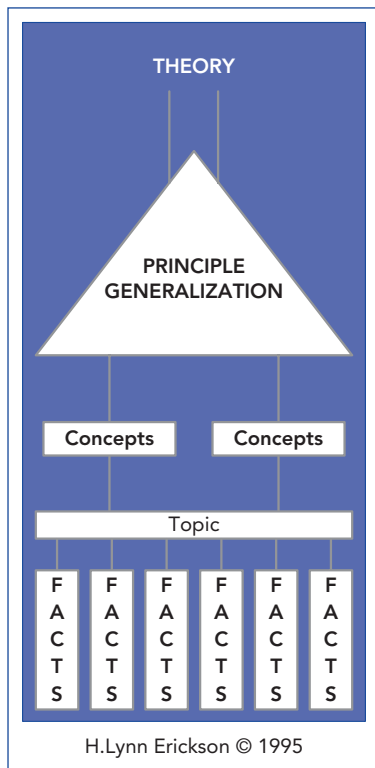 THEORY
PRINCIPLE
GENERALIZATION
Concepts Concepts
Topic
F F F F F F
A A A A A A
C C C C C C
T T T T T T
S S S S S S
H.Lynn Erickson © 1995